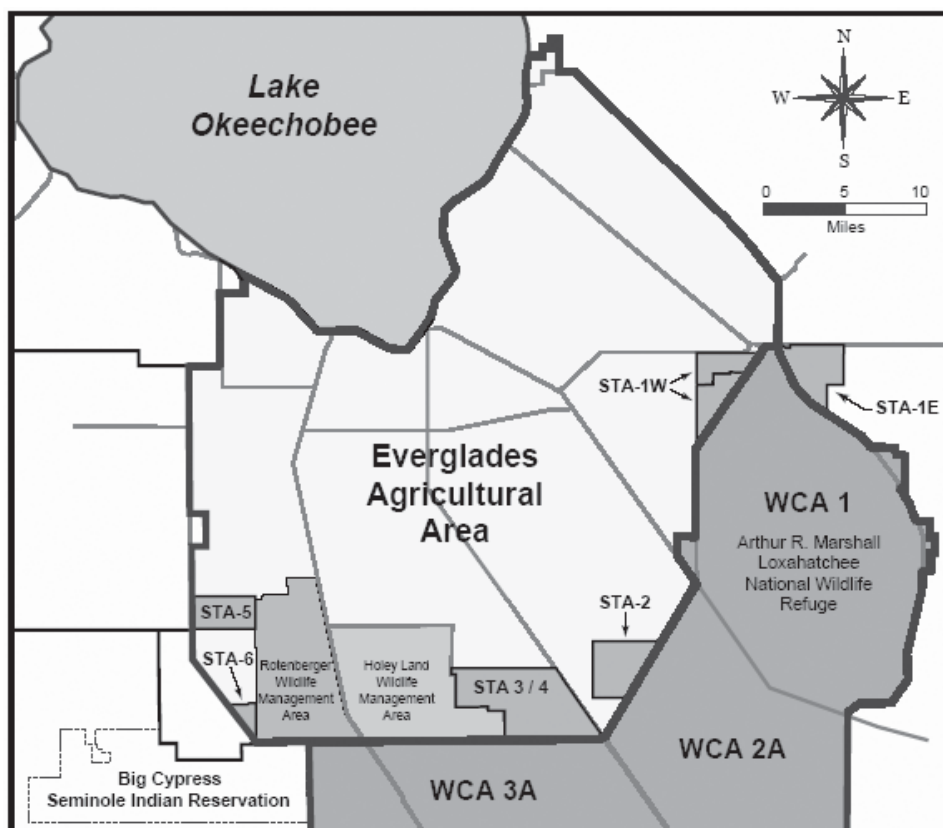 Lake
Okeechobee
N
W E
S
0 5 10
Miles
STA-1W
STA-1E
Everglades
Agricultural
Area
WCA 1
Arthur R. Marshall
Loxahatchee
National Wildlife
Refuge
STA-5
STA-2
STA-6
Rotenberger
Wildlife
Management
Area
Holey Land
Wildlife
Management
Area
STA 3 / 4
WCA 2A
WCA 3A
Big Cypress
Seminole Indian Reservation